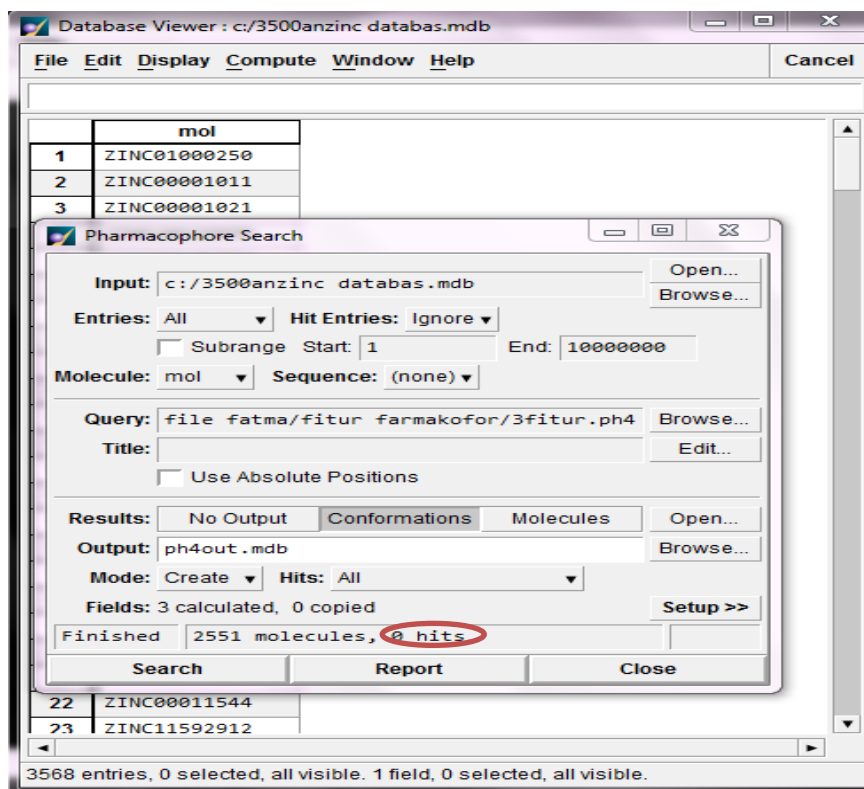 Database Viewer : c:/3500anzinc databas.mdb
File Edit Display Compute Window Help Cancel
mol
1 ZINC01000250
2 ZINC00001011
3 ZINC00001021
Pharmacophore Search
Input: c:/3500anzinc databas.mdb Open...
Browse...
Entries: All Hit Entries: Ignore
Subrange Start: 1 End: 10000000
Molecule: mol Sequence: (none)
Query: file fatma/fitur farmakofor/3fitur.ph4 Browse...
Title: Edit...
Use Absolute Positions
Results: No Output Conformations Molecules Open...
Output: ph4out.mdb Browse...
Mode: Create Hits: All
Fields: 3 calculated, 0 copied Setup >>
Finished 2551 molecules, 0 hits
Search Report Close
22 ZINC00011544
23 ZINC11592912
3568 entries, 0 selected, all visible. 1 field, 0 selected, all visible.